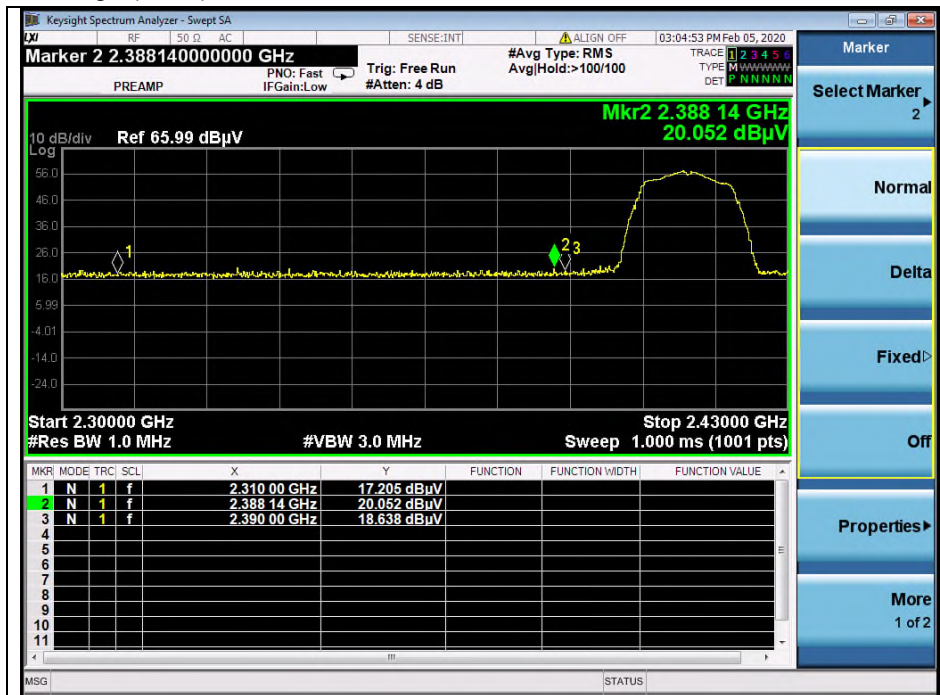 Keysight Spectrum Analyzer - Swept SA
LXI RF 50 Ω AC SENSE:INT ALIGN OFF 03:04:53 PM Feb 05, 2020
Marker 2 2.388140000000 GHz
PREAMP
PNO: Fast
IFGain:Low
Trig: Free Run
#Atten: 4 dB
#Avg Type: RMS
Avg|Hold:>100/100
TRACE 1 2 3 4 5 6
TYPE M W W W W W
DET P N N N N N
Mkr2 2.388 14 GHz
20.052 dBµV
10 dB/div Ref 65.99 dBµV
Log
56.0
46.0
36.0
26.0
16.0
5.99
-4.01
-14.0
-24.0
1
2
3
Start 2.30000 GHz Stop 2.43000 GHz
#Res BW 1.0 MHz #VBW 3.0 MHz Sweep 1.000 ms (1001 pts)
MKR MODE TRC SCL X Y FUNCTION FUNCTION WIDTH FUNCTION VALUE
1 N 1 f 2.310 00 GHz 17.205 dBµV
2 N 1 f 2.388 14 GHz 20.052 dBµV
3 N 1 f 2.390 00 GHz 18.638 dBµV
4
5
6
7
8
9
10
11
MSG STATUS
Marker
Select Marker
2
Normal
Delta
Fixed
Off
Properties
More
1 of 2